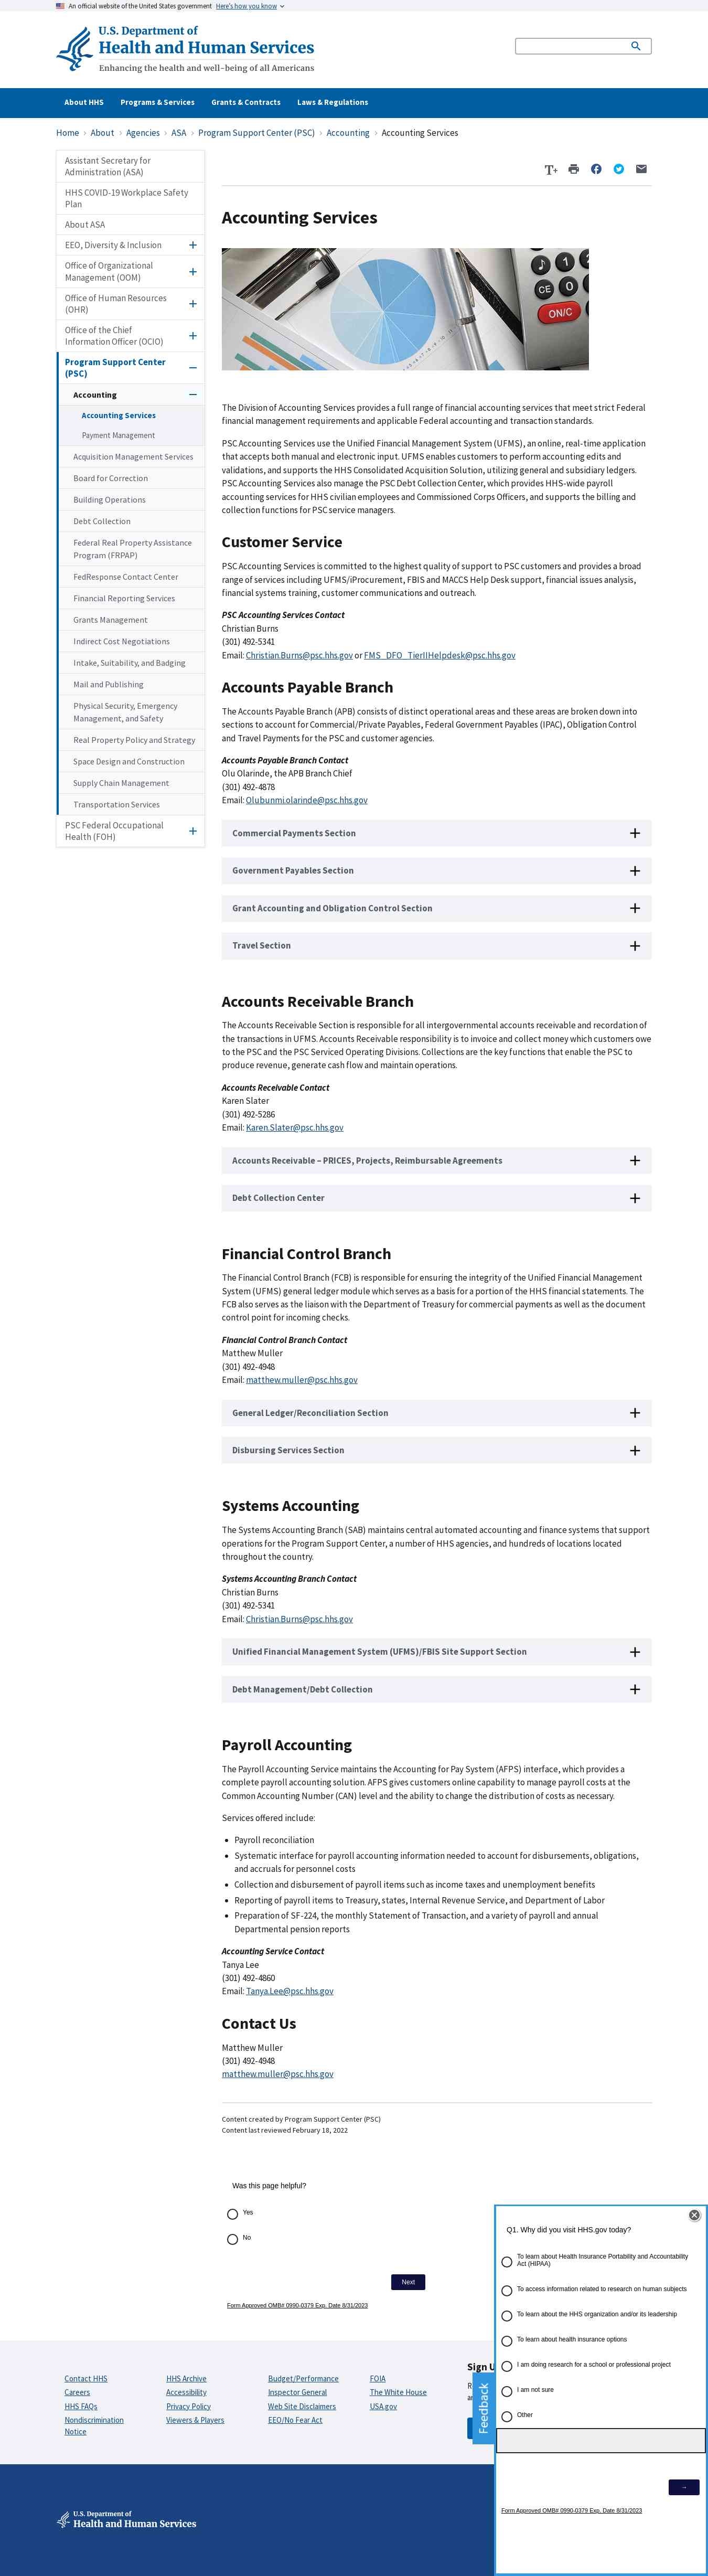 An official website of the United States government Here's how you know
U.S. Department of
Health and Human Services
Enhancing the health and well-being of all Americans
About HHS
Programs & Services
Grants & Contracts
Laws & Regulations
Home › About › Agencies › ASA › Program Support Center (PSC) › Accounting › Accounting Services
Assistant Secretary for
Administration (ASA)
HHS COVID-19 Workplace Safety
Plan
About ASA
EEO, Diversity & Inclusion
Office of Organizational
Management (OOM)
Office of Human Resources
(OHR)
Office of the Chief
Information Officer (OCIO)
Program Support Center
(PSC)
Accounting
Accounting Services
Payment Management
Acquisition Management Services
Board for Correction
Building Operations
Debt Collection
Federal Real Property Assistance
Program (FRPAP)
FedResponse Contact Center
Financial Reporting Services
Grants Management
Indirect Cost Negotiations
Intake, Suitability, and Badging
Mail and Publishing
Physical Security, Emergency
Management, and Safety
Real Property Policy and Strategy
Space Design and Construction
Supply Chain Management
Transportation Services
PSC Federal Occupational
Health (FOH)
T+
Accounting Services
1
2
CE
0
ON/C
The Division of Accounting Services provides a full range of financial accounting services that meet strict Federal
financial management requirements and applicable Federal accounting and transaction standards.
PSC Accounting Services use the Unified Financial Management System (UFMS), an online, real-time application
that accepts both manual and electronic input. UFMS enables customers to perform accounting edits and
validations, and supports the HHS Consolidated Acquisition Solution, utilizing general and subsidiary ledgers.
PSC Accounting Services also manage the PSC Debt Collection Center, which provides HHS-wide payroll
accounting services for HHS civilian employees and Commissioned Corps Officers, and supports the billing and
collection functions for PSC service managers.
Customer Service
PSC Accounting Services is committed to the highest quality of support to PSC customers and provides a broad
range of services including UFMS/iProcurement, FBIS and MACCS Help Desk support, financial issues analysis,
financial systems training, customer communications and outreach.
PSC Accounting Services Contact
Christian Burns
(301) 492-5341
Email: Christian.Burns@psc.hhs.gov or FMS_DFO_TierIIHelpdesk@psc.hhs.gov
Accounts Payable Branch
The Accounts Payable Branch (APB) consists of distinct operational areas and these areas are broken down into
sections to account for Commercial/Private Payables, Federal Government Payables (IPAC), Obligation Control
and Travel Payments for the PSC and customer agencies.
Accounts Payable Branch Contact
Olu Olarinde, the APB Branch Chief
(301) 492-4878
Email: Olubunmi.olarinde@psc.hhs.gov
Commercial Payments Section
Government Payables Section
Grant Accounting and Obligation Control Section
Travel Section
Accounts Receivable Branch
The Accounts Receivable Section is responsible for all intergovernmental accounts receivable and recordation of
the transactions in UFMS. Accounts Receivable responsibility is to invoice and collect money which customers owe
to the PSC and the PSC Serviced Operating Divisions. Collections are the key functions that enable the PSC to
produce revenue, generate cash flow and maintain operations.
Accounts Receivable Contact
Karen Slater
(301) 492-5286
Email: Karen.Slater@psc.hhs.gov
Accounts Receivable – PRICES, Projects, Reimbursable Agreements
Debt Collection Center
Financial Control Branch
The Financial Control Branch (FCB) is responsible for ensuring the integrity of the Unified Financial Management
System (UFMS) general ledger module which serves as a basis for a portion of the HHS financial statements. The
FCB also serves as the liaison with the Department of Treasury for commercial payments as well as the document
control point for incoming checks.
Financial Control Branch Contact
Matthew Muller
(301) 492-4948
Email: matthew.muller@psc.hhs.gov
General Ledger/Reconciliation Section
Disbursing Services Section
Systems Accounting
The Systems Accounting Branch (SAB) maintains central automated accounting and finance systems that support
operations for the Program Support Center, a number of HHS agencies, and hundreds of locations located
throughout the country.
Systems Accounting Branch Contact
Christian Burns
(301) 492-5341
Email: Christian.Burns@psc.hhs.gov
Unified Financial Management System (UFMS)/FBIS Site Support Section
Debt Management/Debt Collection
Payroll Accounting
The Payroll Accounting Service maintains the Accounting for Pay System (AFPS) interface, which provides a
complete payroll accounting solution. AFPS gives customers online capability to manage payroll costs at the
Common Accounting Number (CAN) level and the ability to change the distribution of costs as necessary.
Services offered include:
• Payroll reconciliation
• Systematic interface for payroll accounting information needed to account for disbursements, obligations,
and accruals for personnel costs
• Collection and disbursement of payroll items such as income taxes and unemployment benefits
• Reporting of payroll items to Treasury, states, Internal Revenue Service, and Department of Labor
• Preparation of SF-224, the monthly Statement of Transaction, and a variety of payroll and annual
Departmental pension reports
Accounting Service Contact
Tanya Lee
(301) 492-4860
Email: Tanya.Lee@psc.hhs.gov
Contact Us
Matthew Muller
(301) 492-4948
matthew.muller@psc.hhs.gov
Content created by Program Support Center (PSC)
Content last reviewed February 18, 2022
Was this page helpful?
Yes
No
Next
Form Approved OMB# 0990-0379 Exp. Date 8/31/2023
Q1. Why did you visit HHS.gov today?
To learn about Health Insurance Portability and Accountability
Act (HIPAA)
To access information related to research on human subjects
To learn about the HHS organization and/or its leadership
To learn about health insurance options
I am doing research for a school or professional project
I am not sure
Other
→
Form Approved OMB# 0990-0379 Exp. Date 8/31/2023
Feedback
Contact HHS
Careers
HHS FAQs
Nondiscrimination
Notice
HHS Archive
Accessibility
Privacy Policy
Viewers & Players
Budget/Performance
Inspector General
Web Site Disclaimers
EEO/No Fear Act
FOIA
The White House
USA.gov
Sign U
U.S. Department of
Health and Human Services